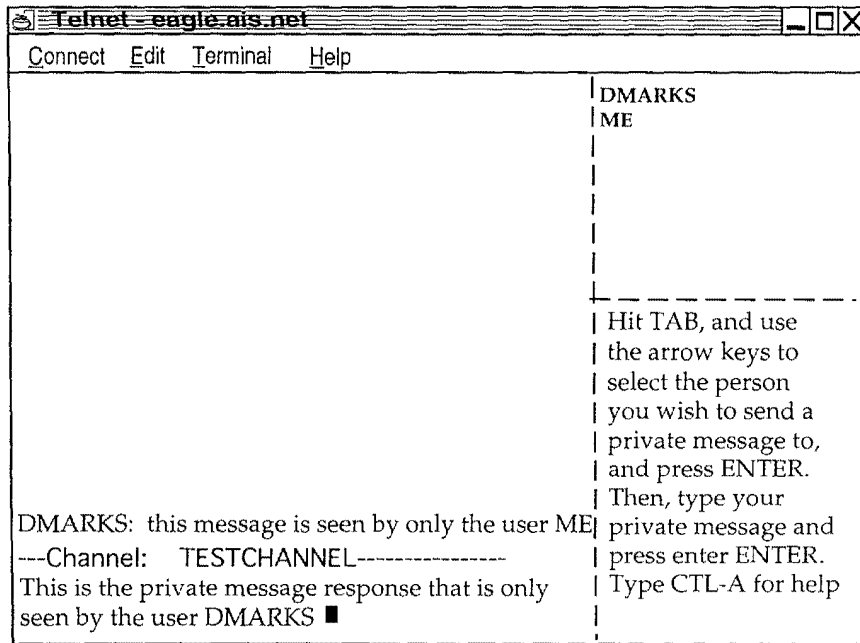 Telnet - eagle.ais.net
Connect Edit Terminal Help
DMARKS
ME
Hit TAB, and use
the arrow keys to
select the person
you wish to send a
private message to,
and press ENTER.
Then, type your
private message and
press enter ENTER.
Type CTL-A for help
DMARKS: this message is seen by only the user ME
---Channel: TESTCHANNEL----------------
This is the private message response that is only
seen by the user DMARKS